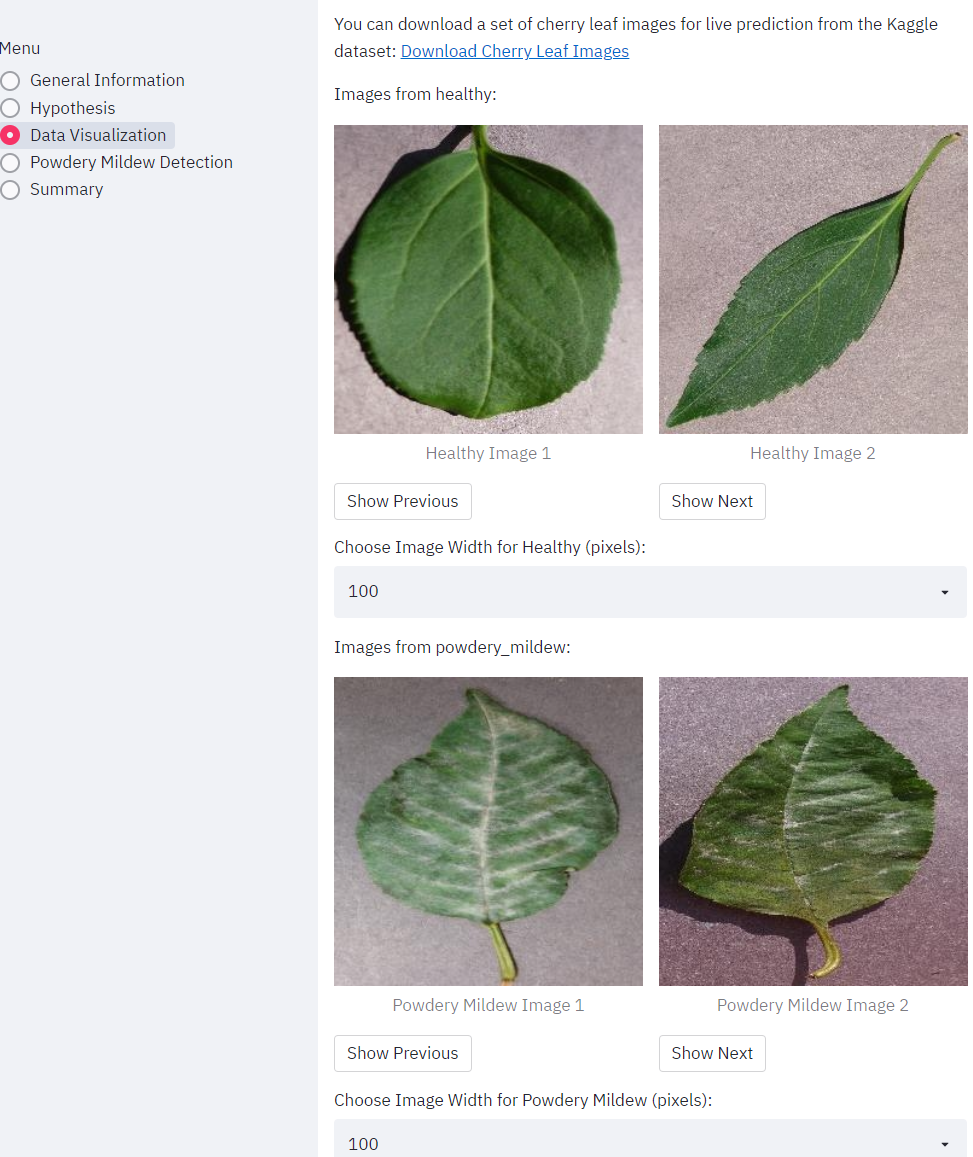 Menu
General Information
Hypothesis
Data Visualization
Powdery Mildew Detection
Summary
You can download a set of cherry leaf images for live prediction from the Kaggle
dataset: Download Cherry Leaf Images
Images from healthy:
Healthy Image 1
Healthy Image 2
Show Previous
Show Next
Choose Image Width for Healthy (pixels):
100
Images from powdery_mildew:
Powdery Mildew Image 1
Powdery Mildew Image 2
Show Previous
Show Next
Choose Image Width for Powdery Mildew (pixels):
100